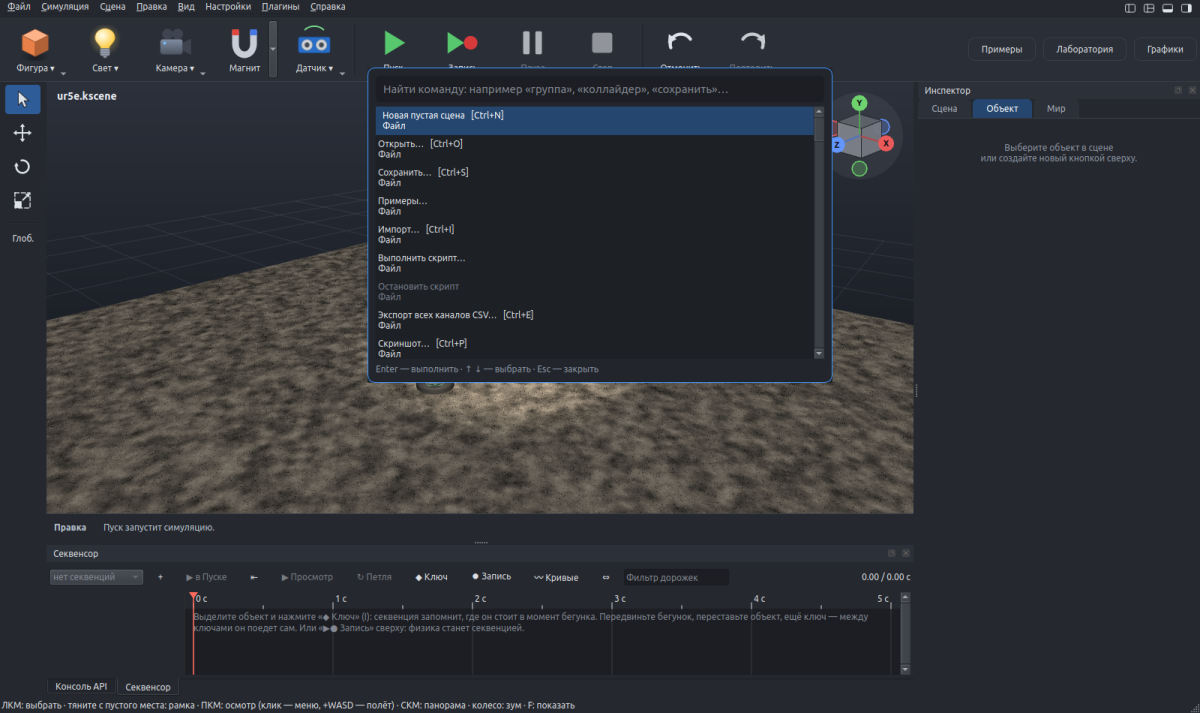 Файл Симуляция Сцена Правка Вид Настройки Плагины Справка
Фигура ▾ Свет ▾ Камера ▾ Магнит Датчик ▾ Пуск Запись Пауза Стоп Отменить Повторить
Примеры Лаборатория Графики
ur5e.kscene
Глоб.
Найти команду: например «группа», «коллайдер», «сохранить»…
Новая пустая сцена [Ctrl+N]
Файл
Открыть… [Ctrl+O]
Файл
Сохранить… [Ctrl+S]
Файл
Примеры…
Файл
Импорт… [Ctrl+I]
Файл
Выполнить скрипт…
Файл
Остановить скрипт
Файл
Экспорт всех каналов CSV… [Ctrl+E]
Файл
Скриншот… [Ctrl+P]
Файл
Enter — выполнить · ↑ ↓ — выбрать · Esc — закрыть
Y
Z
X
Инспектор
Сцена Объект Мир
Выберите объект в сцене
или создайте новый кнопкой сверху.
Правка Пуск запустит симуляцию.
Секвенсор
нет секвенций + ▶ в Пуске ⇤ ▶ Просмотр ↻ Петля ◆ Ключ ● Запись 〰 Кривые ⇔ Фильтр дорожек 0.00 / 0.00 с
0 с 1 с 2 с 3 с 4 с 5 с
Выделите объект и нажмите «◆ Ключ» (I): секвенция запомнит, где он стоит в момент бегунка. Передвиньте бегунок, переставьте объект, ещё ключ — между
ключами он поедет сам. Или «▶● Запись» сверху: физика станет секвенцией.
Консоль API Секвенсор
ЛКМ: выбрать · тяните с пустого места: рамка · ПКМ: осмотр (клик — меню, +WASD — полёт) · СКМ: панорама · колесо: зум · F: показать